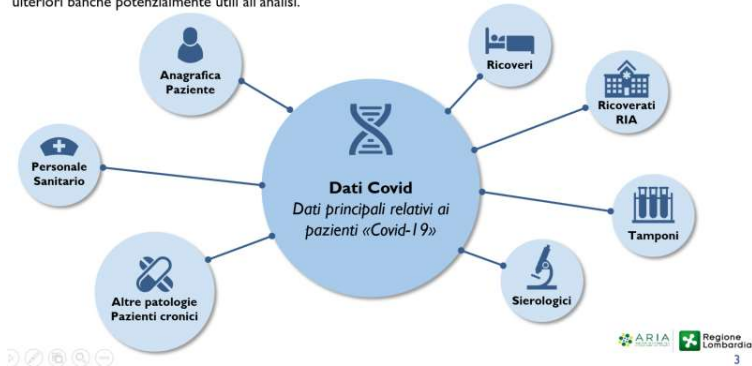 ulteriori banche potenzialmente utili all'analisi.
Anagrafica
Paziente
Ricoveri
Ricoverati
RIA
Personale
Sanitario
Dati Covid
Dati principali relativi ai
pazienti «Covid-19»
Tamponi
Altre patologie
Pazienti cronici
Sierologici
ARIA
Regione
Lombardia
3